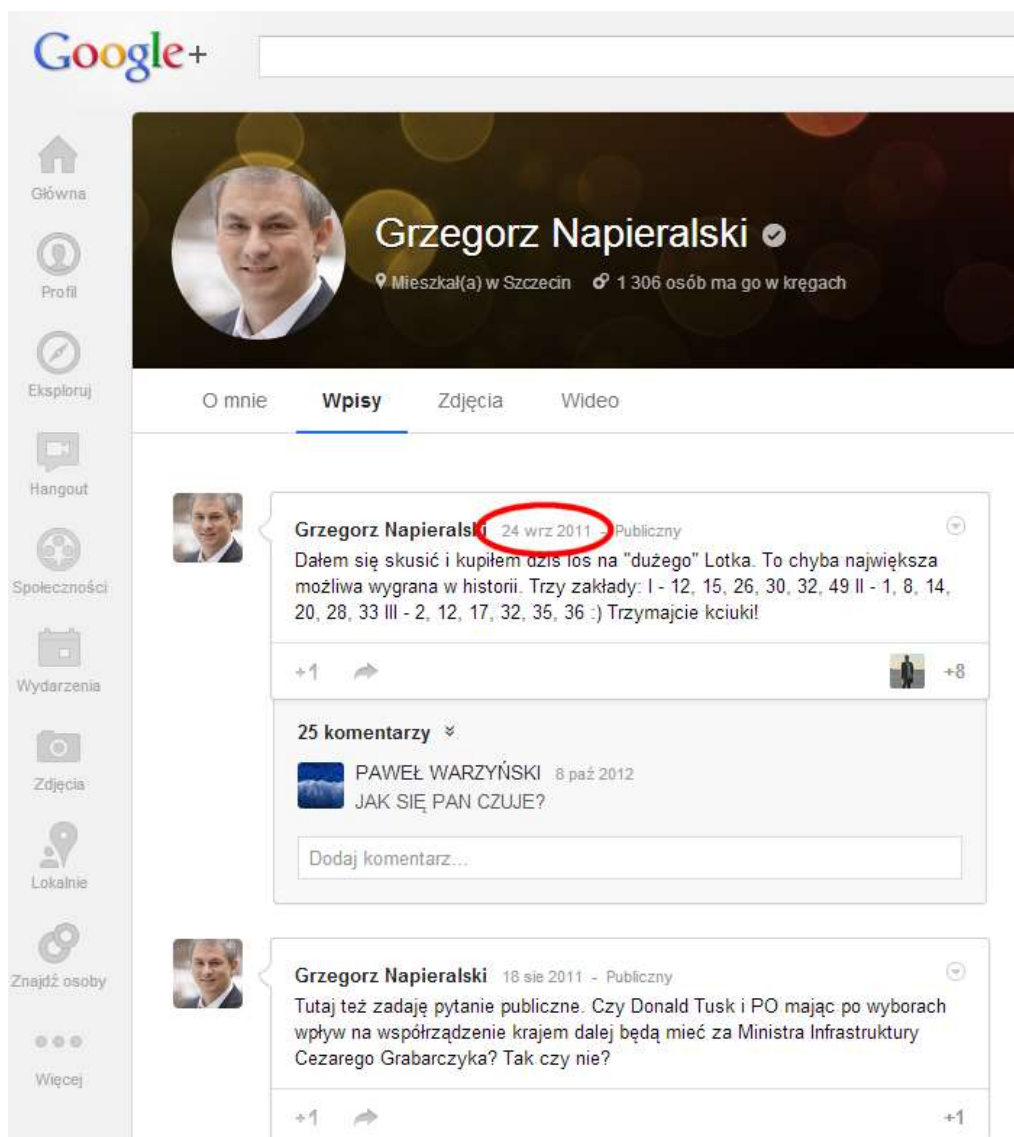 Google+
Główna
Profil
Eksploruj
Hangout
Społeczności
Wydarzenia
Zdjęcia
Lokalnie
Znajdź osoby
Więcej
Grzegorz Napieralski
Mieszkał(a) w Szczecin 1 306 osób ma go w kręgach
O mnie Wpisy Zdjęcia Wideo
Grzegorz Napieralski 24 wrz 2011 - Publiczny
Dałem się skusić i kupiłem dziś los na "dużego" Lotka. To chyba największa
możliwa wygrana w historii. Trzy zakłady: I - 12, 15, 26, 30, 32, 49 II - 1, 8, 14,
20, 28, 33 III - 2, 12, 17, 32, 35, 36 :) Trzymajcie kciuki!
+1 +8
25 komentarzy
PAWEŁ WARZYŃSKI 8 paź 2012
JAK SIĘ PAN CZUJE?
Dodaj komentarz...
Grzegorz Napieralski 18 sie 2011 - Publiczny
Tutaj też zadaję pytanie publiczne. Czy Donald Tusk i PO mając po wyborach
wpływ na współrządzenie krajem dalej będą mieć za Ministra Infrastruktury
Cezarego Grabarczyka? Tak czy nie?
+1 +1